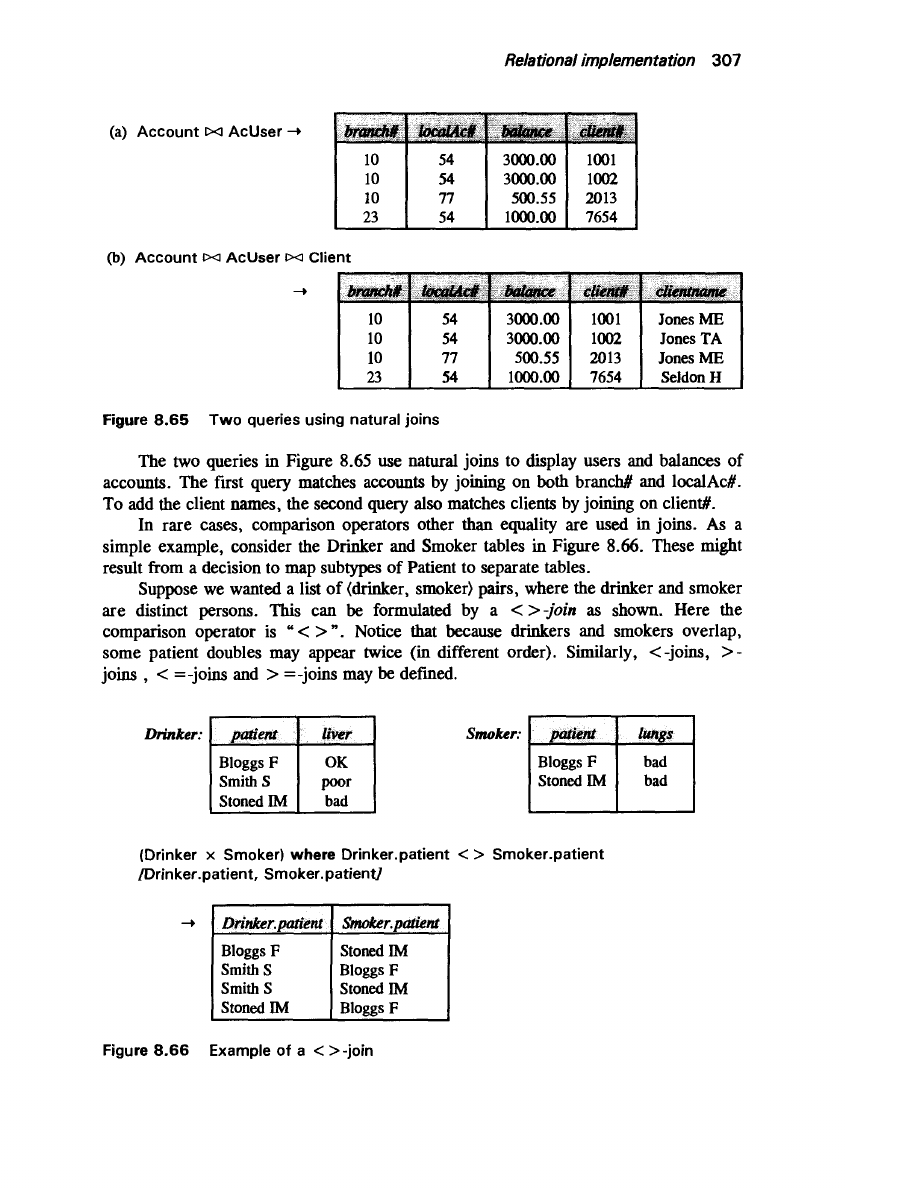 Relational implementation 307
(a) Account ⋈ AcUser →
branch# localAc# balance client#
10 54 3000.00 1001
10 54 3000.00 1002
10 77 500.55 2013
23 54 1000.00 7654
(b) Account ⋈ AcUser ⋈ Client
→
branch# localAc# balance client# clientname
10 54 3000.00 1001 Jones ME
10 54 3000.00 1002 Jones TA
10 77 500.55 2013 Jones ME
23 54 1000.00 7654 Seldon H
Figure 8.65 Two queries using natural joins
The two queries in Figure 8.65 use natural joins to display users and balances of
accounts. The first query matches accounts by joining on both branch# and localAc#.
To add the client names, the second query also matches clients by joining on client#.
In rare cases, comparison operators other than equality are used in joins. As a
simple example, consider the Drinker and Smoker tables in Figure 8.66. These might
result from a decision to map subtypes of Patient to separate tables.
Suppose we wanted a list of ⟨drinker, smoker⟩ pairs, where the drinker and smoker
are distinct persons. This can be formulated by a < >-join as shown. Here the
comparison operator is "< >". Notice that because drinkers and smokers overlap,
some patient doubles may appear twice (in different order). Similarly, <-joins, >-
joins , < =-joins and > =-joins may be defined.
Drinker: patient liver
Bloggs F OK
Smith S poor
Stoned IM bad
Smoker: patient lungs
Bloggs F bad
Stoned IM bad
(Drinker x Smoker) where Drinker.patient < > Smoker.patient
[Drinker.patient, Smoker.patient]
→
Drinker.patient Smoker.patient
Bloggs F Stoned IM
Smith S Bloggs F
Smith S Stoned IM
Stoned IM Bloggs F
Figure 8.66 Example of a < >-join